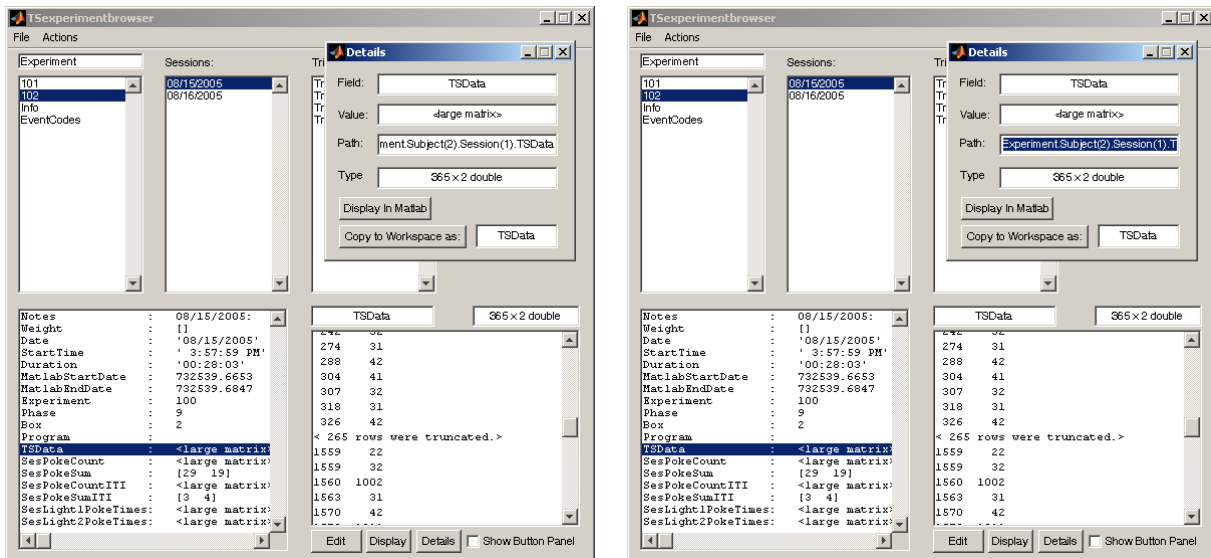 TSexperimentbrowser
File Actions
Experiment
Sessions:
101
102
Info
EventCodes
08/15/2005
08/16/2005
Details
Field: TSData
Value: <large matrix>
Path: ment.Subject(2).Session(1).TSData
Type 365×2 double
Display In Matlab
Copy to Workspace as: TSData
Notes : 08/15/2005:
Weight : []
Date : '08/15/2005'
StartTime : ' 3:57:59 PM'
Duration : '00:28:03'
MatlabStartDate : 732539.6653
MatlabEndDate : 732539.6847
Experiment : 100
Phase : 9
Box : 2
Program :
TSData : <large matrix>
SesPokeCount : <large matrix>
SesPokeSum : [29 19]
SesPokeCountITI : <large matrix>
SesPokeSumITI : [3 4]
SesLight1PokeTimes: <large matrix>
SesLight2PokeTimes: <large matrix>
TSData 365×2 double
274 31
288 42
304 41
307 32
318 31
326 42
< 265 rows were truncated.>
1559 22
1559 32
1560 1002
1563 31
1570 42
Edit Display Details Show Button Panel
TSexperimentbrowser
File Actions
Experiment
Sessions:
101
102
Info
EventCodes
08/15/2005
08/16/2005
Details
Field: TSData
Value: <large matrix>
Path: Experiment.Subject(2).Session(1).T
Type 365×2 double
Display In Matlab
Copy to Workspace as: TSData
Notes : 08/15/2005:
Weight : []
Date : '08/15/2005'
StartTime : ' 3:57:59 PM'
Duration : '00:28:03'
MatlabStartDate : 732539.6653
MatlabEndDate : 732539.6847
Experiment : 100
Phase : 9
Box : 2
Program :
TSData : <large matrix>
SesPokeCount : <large matrix>
SesPokeSum : [29 19]
SesPokeCountITI : <large matrix>
SesPokeSumITI : [3 4]
SesLight1PokeTimes: <large matrix>
SesLight2PokeTimes: <large matrix>
TSData 365×2 double
274 31
288 42
304 41
307 32
318 31
326 42
< 265 rows were truncated.>
1559 22
1559 32
1560 1002
1563 31
1570 42
Edit Display Details Show Button Panel